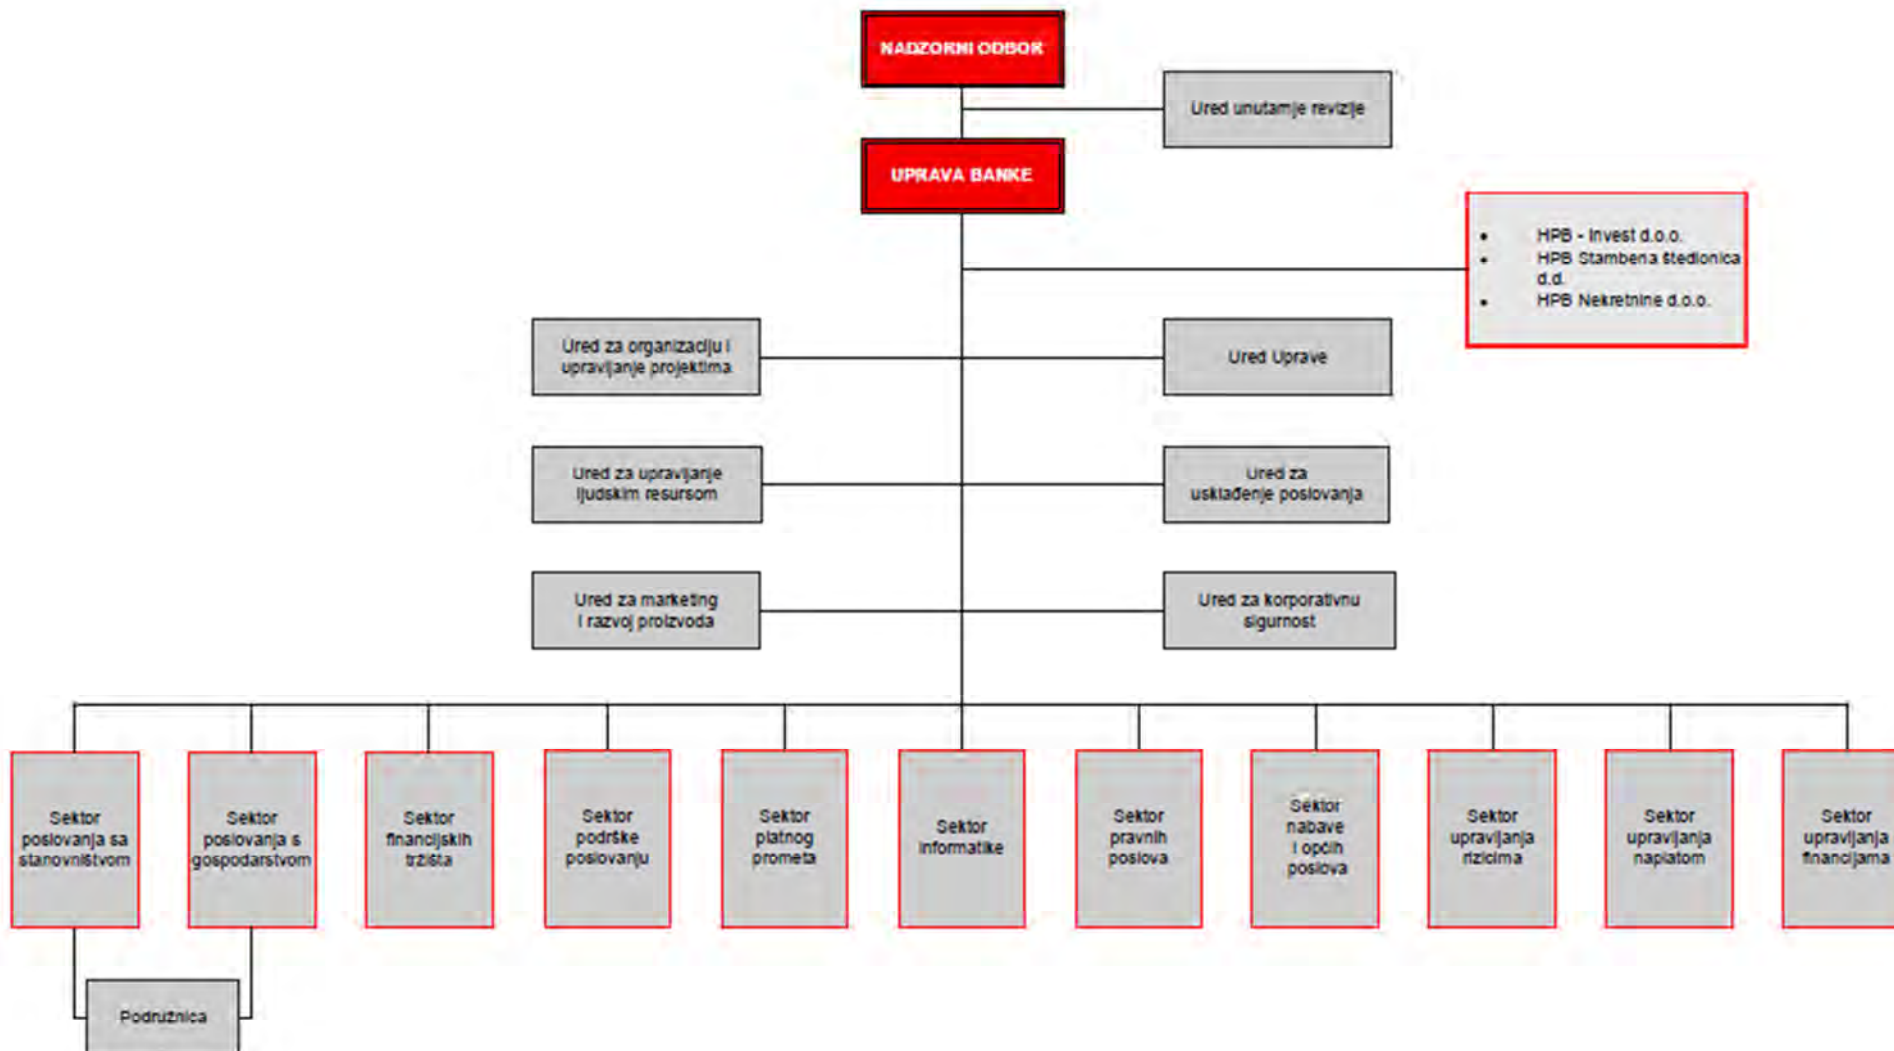 NADZORNI ODBOR
Ured unutarnje revizije
UPRAVA BANKE
• HPB - Invest d.o.o.
• HPB Stambena štedionica
d.d.
• HPB Nekretnine d.o.o.
Ured za organizaciju i
upravljanje projektima
Ured Uprave
Ured za upravljanje
ljudskim resursom
Ured za
usklađenje poslovanja
Ured za marketing
i razvoj proizvoda
Ured za korporativnu
sigurnost
Sektor
poslovanja sa
stanovništvom
Sektor
poslovanja s
gospodarstvom
Sektor
financijskih
tržišta
Sektor
podrške
poslovanju
Sektor
platnog
prometa
Sektor
informatike
Sektor
pravnih
poslova
Sektor
nabave
i općih
poslova
Sektor
upravljanja
rizicima
Sektor
upravljanja
naplatom
Sektor
upravljanja
financijama
Podružnica